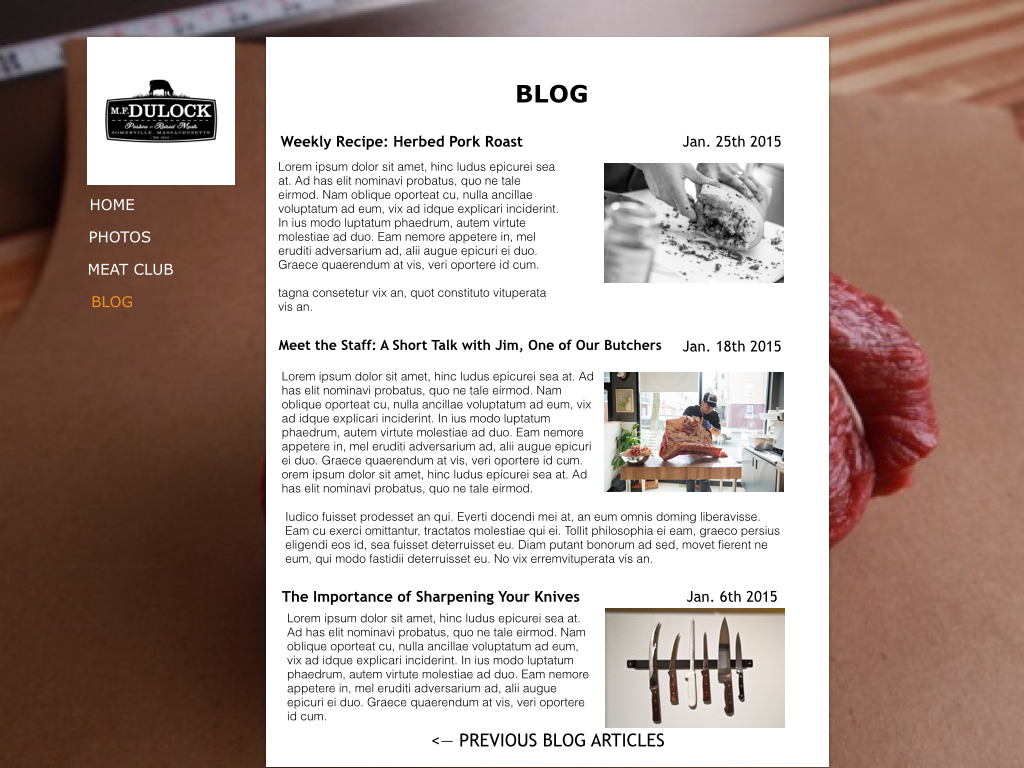 M.F. DULOCK
Pasture-Raised Meats
SOMERVILLE, MASSACHUSETTS
HOME
PHOTOS
MEAT CLUB
BLOG
BLOG
Weekly Recipe: Herbed Pork Roast Jan. 25th 2015
Lorem ipsum dolor sit amet, hinc ludus epicurei sea
at. Ad has elit nominavi probatus, quo ne tale
eirmod. Nam oblique oporteat cu, nulla ancillae
voluptatum ad eum, vix ad idque explicari inciderint.
In ius modo luptatum phaedrum, autem virtute
molestiae ad duo. Eam nemore appetere in, mel
eruditi adversarium ad, alii augue epicuri ei duo.
Graece quaerendum at vis, veri oportere id cum.
tagna consetetur vix an, quot constituto vituperata
vis an.
Meet the Staff: A Short Talk with Jim, One of Our Butchers Jan. 18th 2015
Lorem ipsum dolor sit amet, hinc ludus epicurei sea at. Ad
has elit nominavi probatus, quo ne tale eirmod. Nam
oblique oporteat cu, nulla ancillae voluptatum ad eum, vix
ad idque explicari inciderint. In ius modo luptatum
phaedrum, autem virtute molestiae ad duo. Eam nemore
appetere in, mel eruditi adversarium ad, alii augue epicuri
ei duo. Graece quaerendum at vis, veri oportere id cum.
orem ipsum dolor sit amet, hinc ludus epicurei sea at. Ad
has elit nominavi probatus, quo ne tale eirmod.
Iudico fuisset prodesset an qui. Everti docendi mei at, an eum omnis doming liberavisse.
Eam cu exerci omittantur, tractatos molestiae qui ei. Tollit philosophia ei eam, graeco persius
eligendi eos id, sea fuisset deterruisset eu. Diam putant bonorum ad sed, movet fierent ne
eum, qui modo fastidii deterruisset eu. No vix erremvituperata vis an.
The Importance of Sharpening Your Knives Jan. 6th 2015
Lorem ipsum dolor sit amet, hinc ludus epicurei sea at.
Ad has elit nominavi probatus, quo ne tale eirmod. Nam
oblique oporteat cu, nulla ancillae voluptatum ad eum,
vix ad idque explicari inciderint. In ius modo luptatum
phaedrum, autem virtute molestiae ad duo. Eam nemore
appetere in, mel eruditi adversarium ad, alii augue
epicuri ei duo. Graece quaerendum at vis, veri oportere
id cum.
<— PREVIOUS BLOG ARTICLES